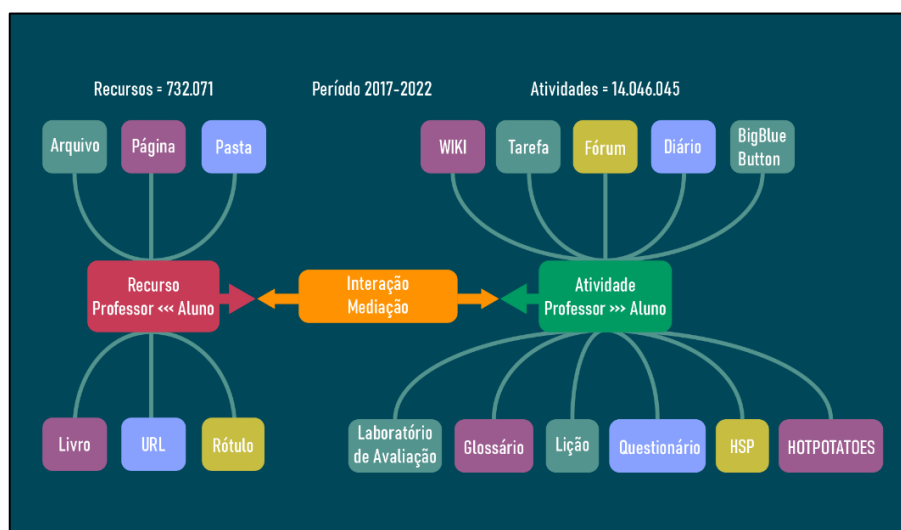 Recursos = 732.071
Período 2017-2022
Atividades = 14.046.045
Arquivo
Página
Pasta
WIKI
Tarefa
Fórum
Diário
BigBlue
Button
Recurso
Professor <<< Aluno
Interação
Mediação
Atividade
Professor >>> Aluno
Livro
URL
Rótulo
Laboratório
de Avaliação
Glossário
Lição
Questionário
HSP
HOTPOTATOES